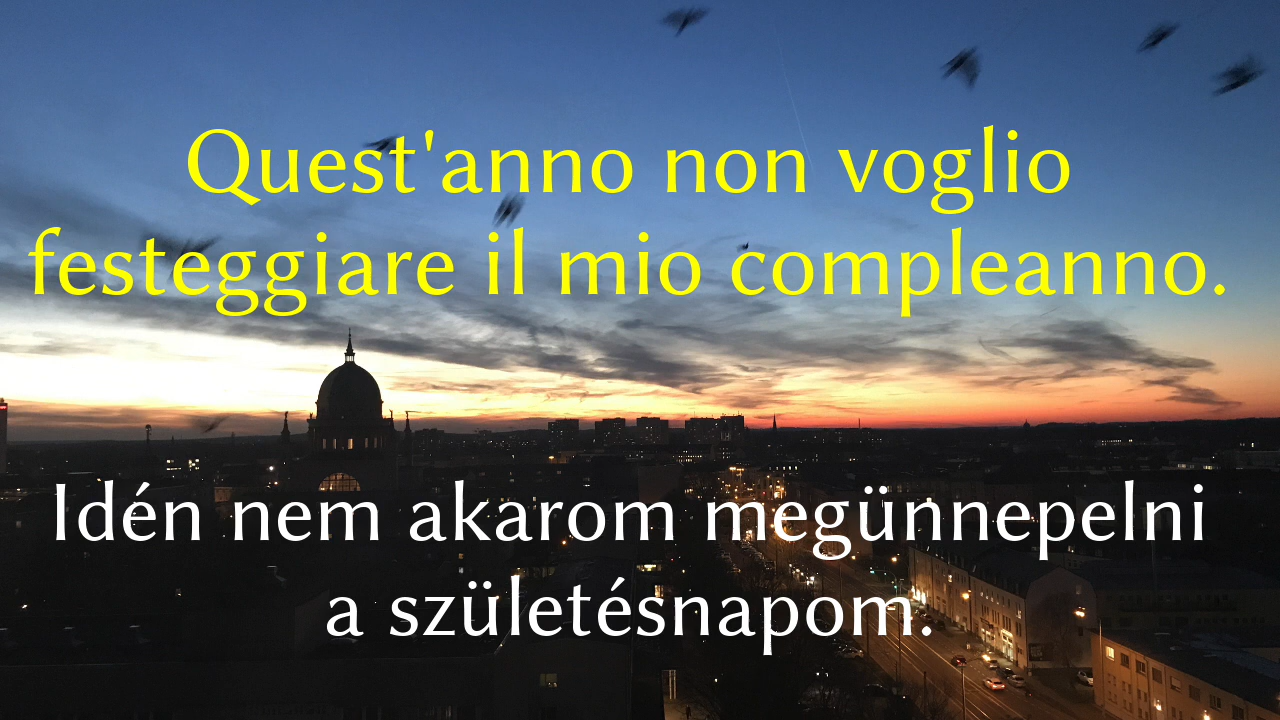 Quest'anno non voglio
festeggiare il mio compleanno.
Idén nem akarom megünnepelni
a születésnapom.